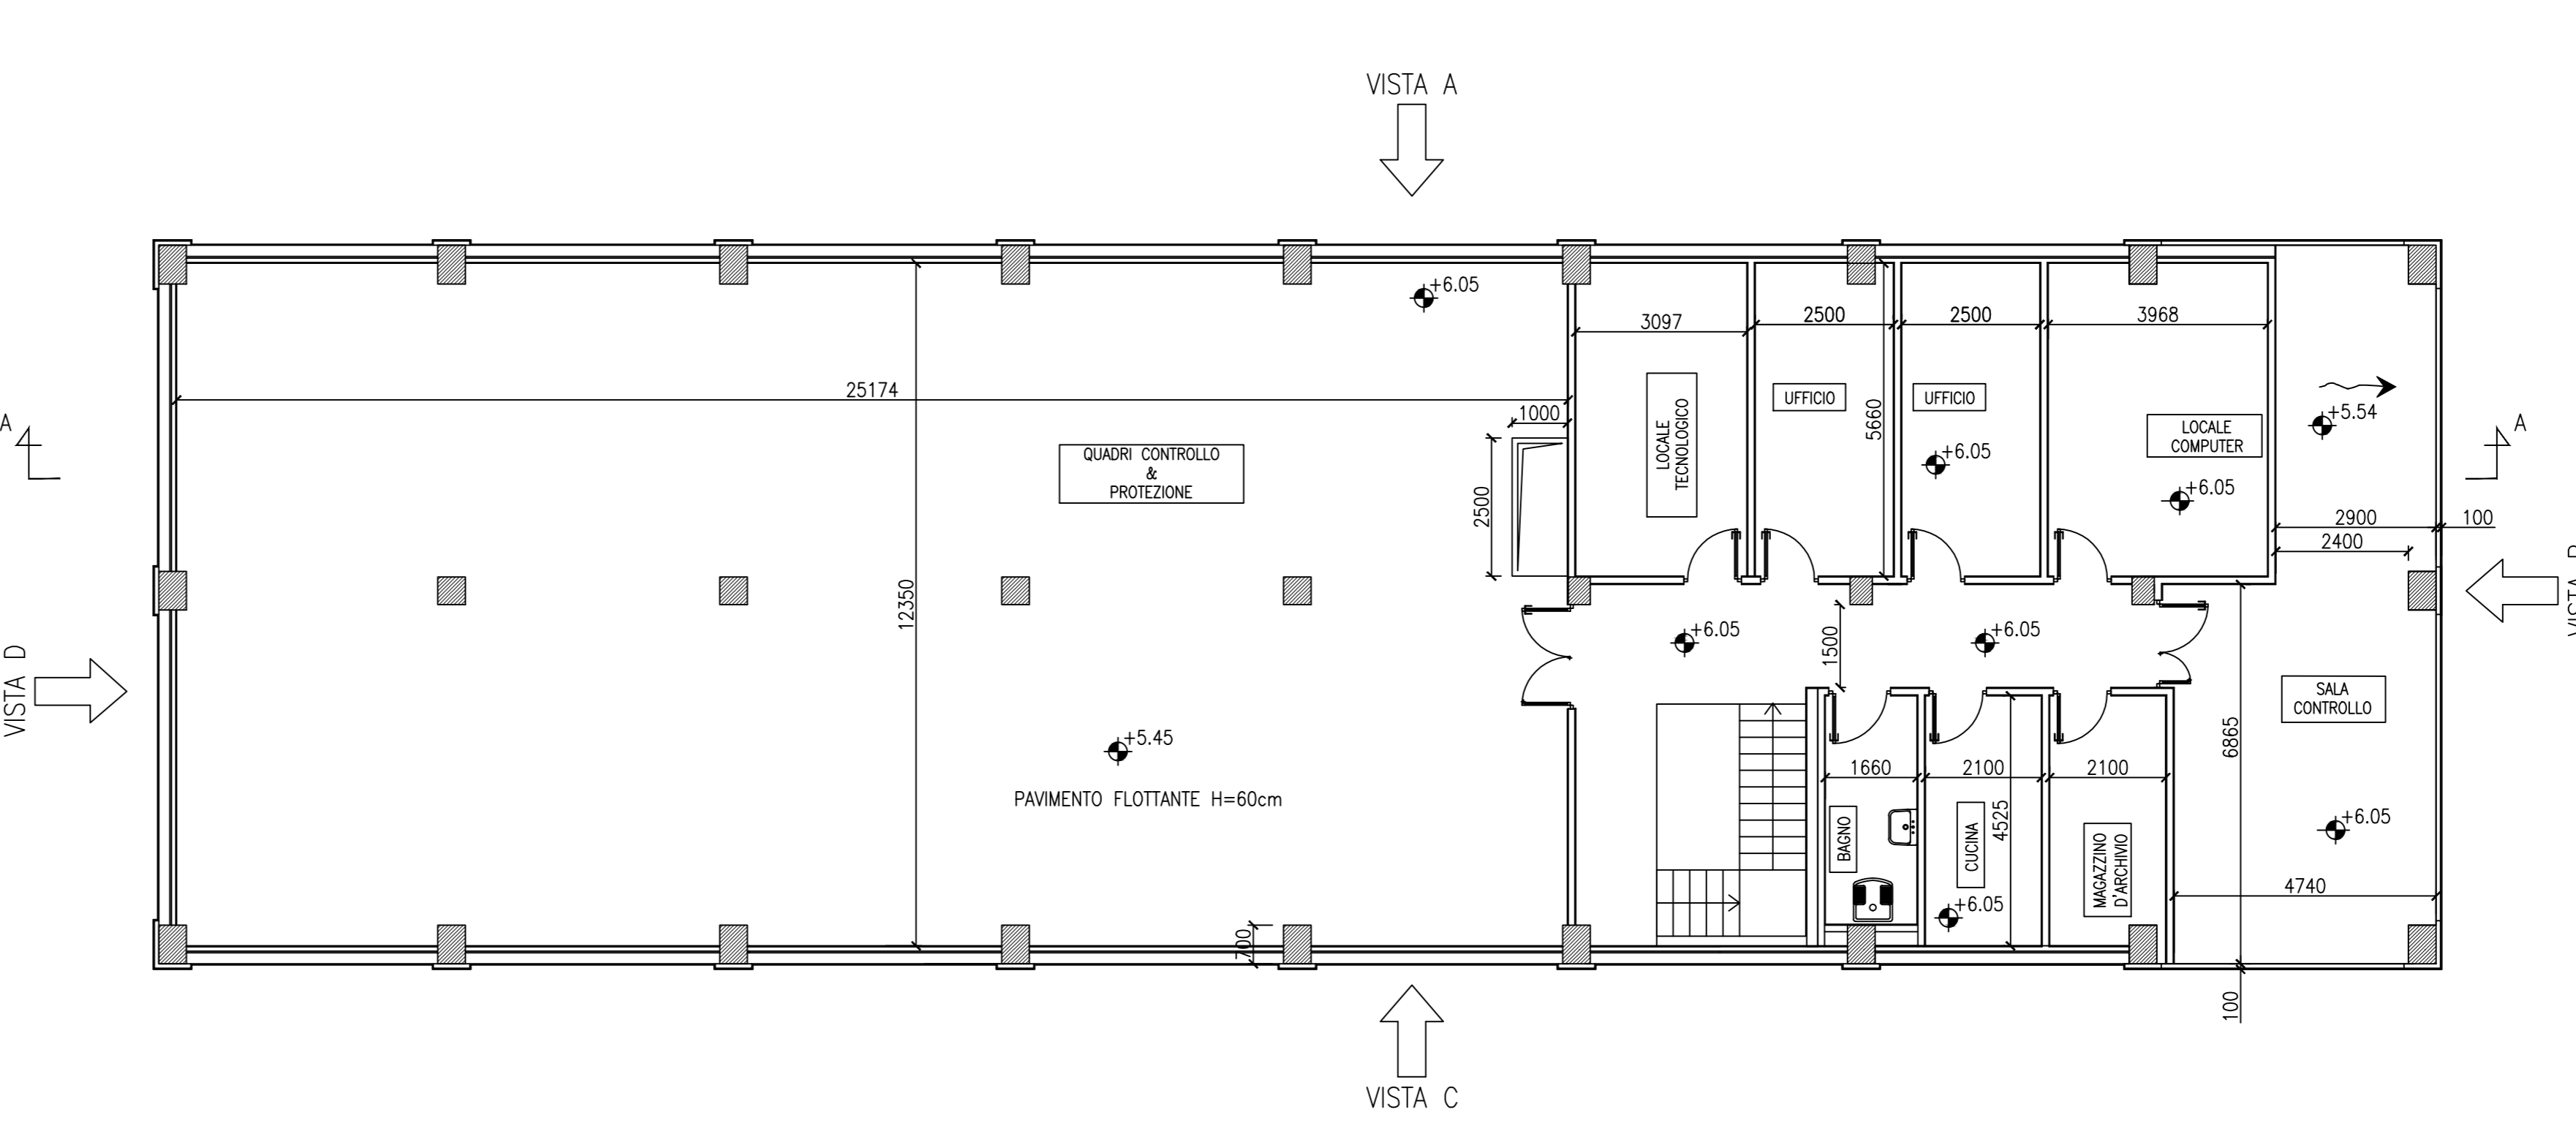 VISTA A
+6.05
3097
2500
2500
3968
25174
1000
A
A
+5.54
QUADRI CONTROLLO
&
PROTEZIONE
LOCALE
TECNOLOGICO
UFFICIO
5660
UFFICIO
LOCALE
COMPUTER
+6.05
+6.05
2500
2900
100
2400
12350
+6.05
1500
+6.05
VISTA D
SALA
CONTROLLO
6865
+5.45
PAVIMENTO FLOTTANTE H=60cm
1660
2100
2100
BAGNO
CUCINA
4525
MAGAZZINO
D'ARCHIVIO
+6.05
+6.05
4740
700
100
VISTA C